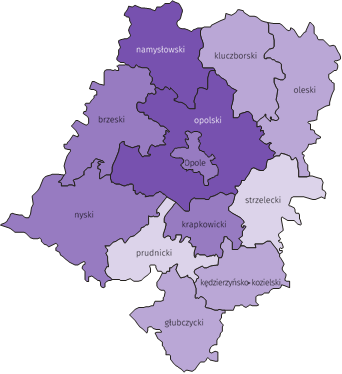 namysłowski
kluczborski
oleski
brzeski
opolski
Opole
strzelecki
nyski
krapkowicki
prudnicki
kędzierzyńsko-kozielski
głubczycki